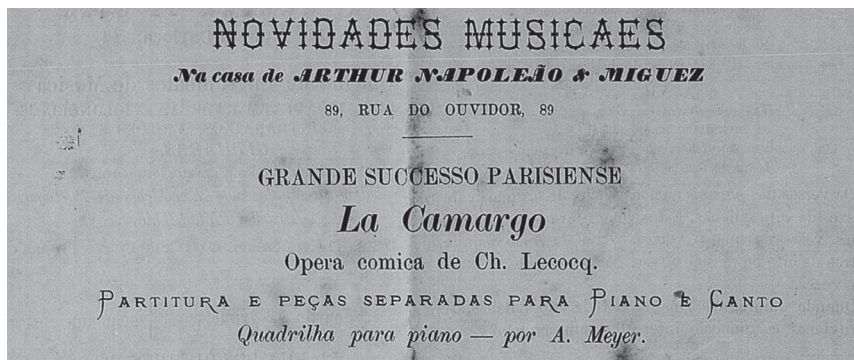 NOVIDADES MUSICAES
Na casa de ARTHUR NAPOLEÃO & MIGUEZ
89, RUA DO OUVIDOR, 89
GRANDE SUCCESSO PARISIENSE
La Camargo
Opera comica de Ch. Lecocq.
PARTITURA E PEÇAS SEPARADAS PARA PIANO E CANTO
Quadrilha para piano — por A. Meyer.